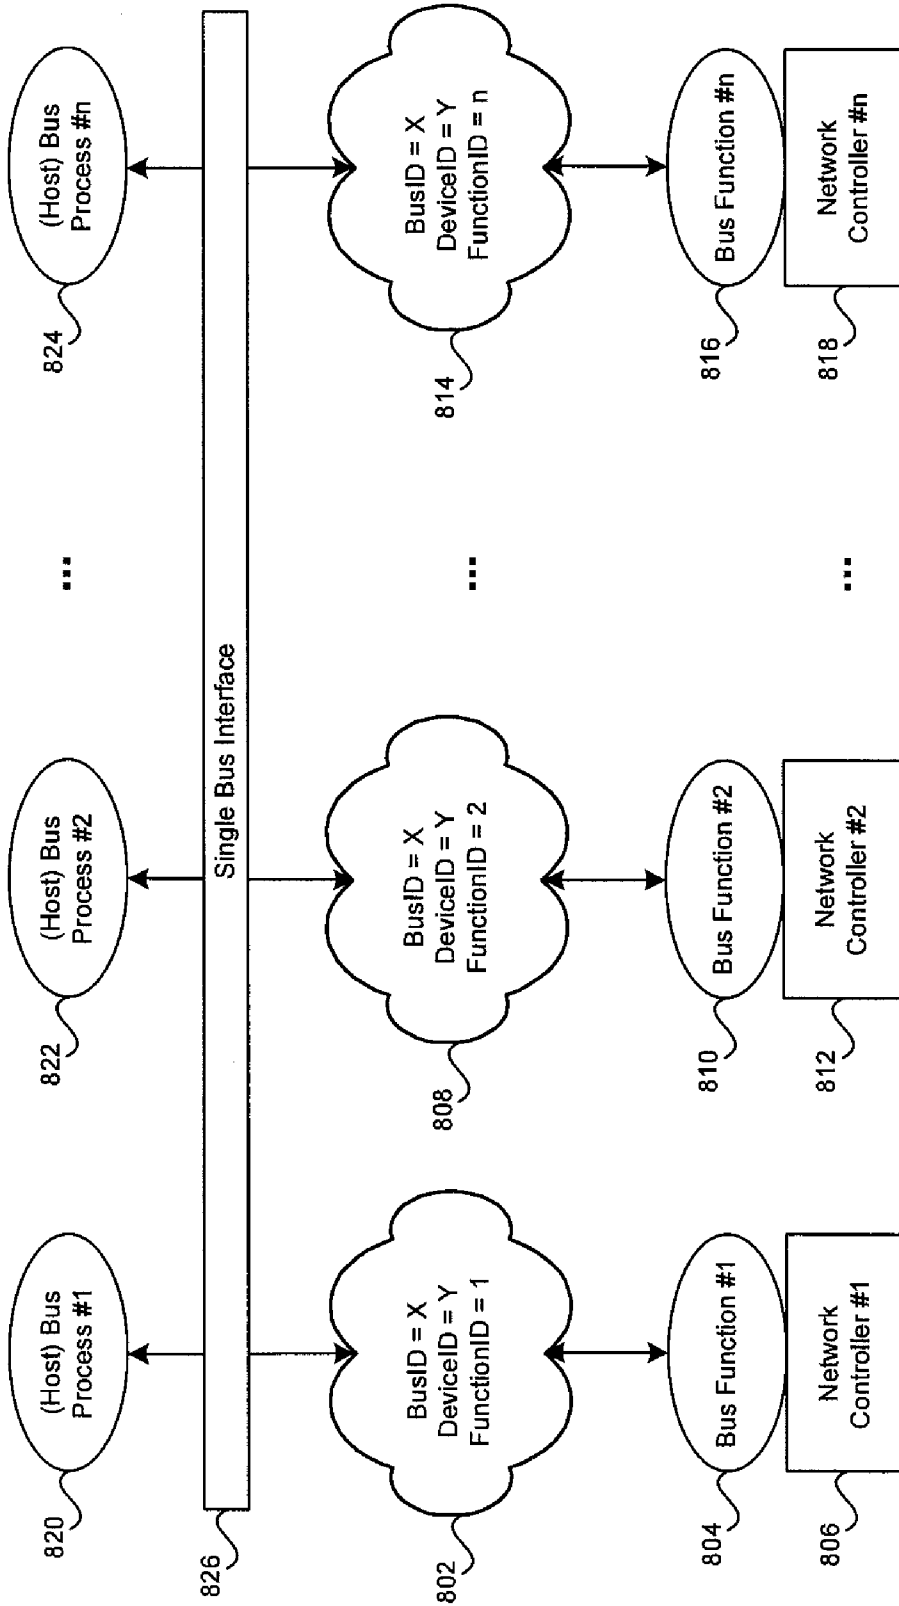 (Host) Bus
Process #1
820
(Host) Bus
Process #2
822
...
(Host) Bus
Process #n
824
Single Bus Interface
826
BusID = X
DeviceID = Y
FunctionID = 1
802
BusID = X
DeviceID = Y
FunctionID = 2
808
...
BusID = X
DeviceID = Y
FunctionID = n
814
Bus Function #1
804
Bus Function #2
810
Bus Function #n
816
Network
Controller #1
806
Network
Controller #2
812
...
Network
Controller #n
818